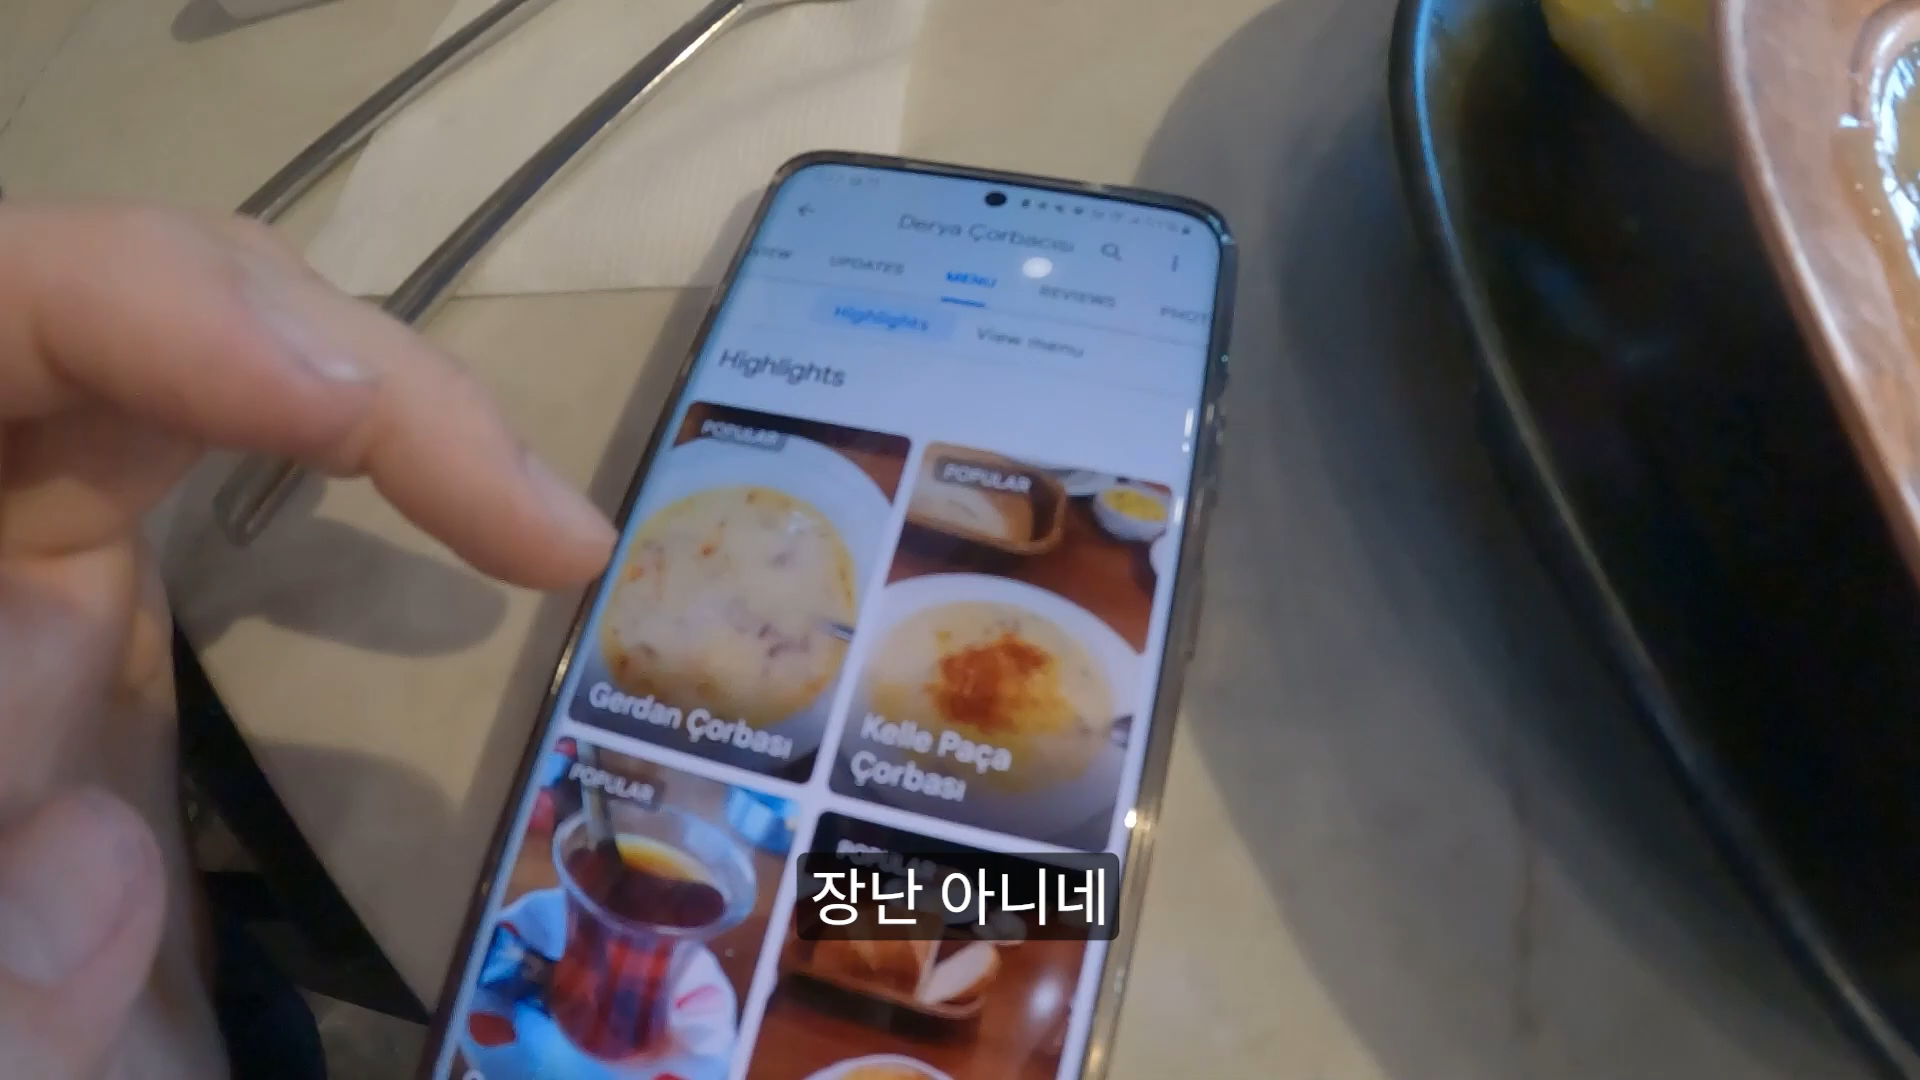 Derya Çorbacısı
UPDATES
MENU
REVIEWS
Highlights
View menu
Highlights
POPULAR
POPULAR
Gerdan Çorbası
Kelle Paça
Çorbası
POPULAR
POPULAR
장난 아니네